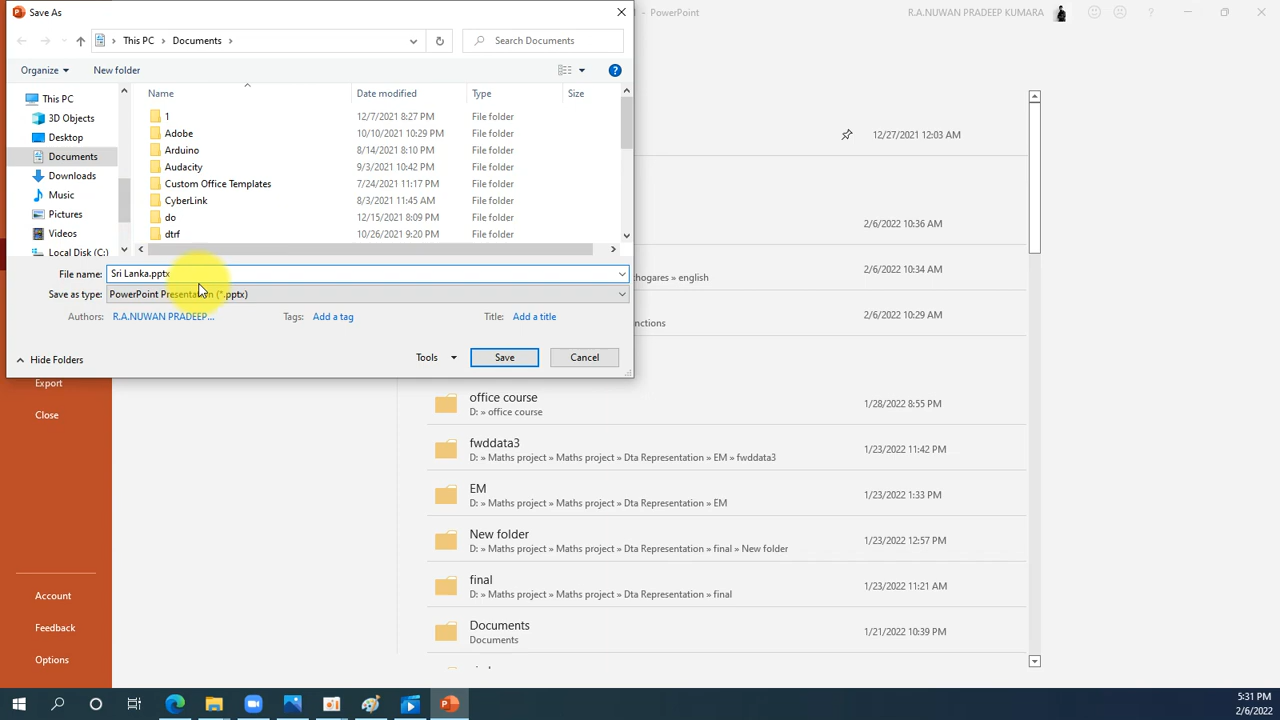 Save As
- PowerPoint
R.A.NUWAN PRADEEP KUMARA
This PC
Documents
Search Documents
Organize
New folder
Name
Date modified
Type
Size
This PC
3D Objects
Desktop
Documents
Downloads
Music
Pictures
Videos
Local Disk (C:)
1 12/7/2021 8:27 PM File folder
Adobe 10/10/2021 10:29 PM File folder
Arduino 8/14/2021 8:10 PM File folder
Audacity 9/3/2021 10:42 PM File folder
Custom Office Templates 7/24/2021 11:17 PM File folder
CyberLink 8/3/2021 11:45 AM File folder
do 12/15/2021 8:09 PM File folder
dtrf 10/26/2021 9:20 PM File folder
File name: Sri Lanka.pptx
Save as type: PowerPoint Presentation (*.pptx)
Authors: R.A.NUWAN PRADEEP...
Tags: Add a tag
Title: Add a title
Hide Folders
Tools
Save
Cancel
12/27/2021 12:03 AM
2/6/2022 10:36 AM
» english
2/6/2022 10:34 AM
2/6/2022 10:29 AM
Export
Close
Account
Feedback
Options
office course
D: » office course
1/28/2022 8:55 PM
fwddata3
D: » Maths project » Maths project » Dta Representation » EM » fwddata3
1/23/2022 11:42 PM
EM
D: » Maths project » Maths project » Dta Representation » EM
1/23/2022 1:33 PM
New folder
D: » Maths project » Maths project » Dta Representation » final » New folder
1/23/2022 12:57 PM
final
D: » Maths project » Maths project » Dta Representation » final
1/23/2022 11:21 AM
Documents
Documents
1/21/2022 10:39 PM
5:31 PM
2/6/2022